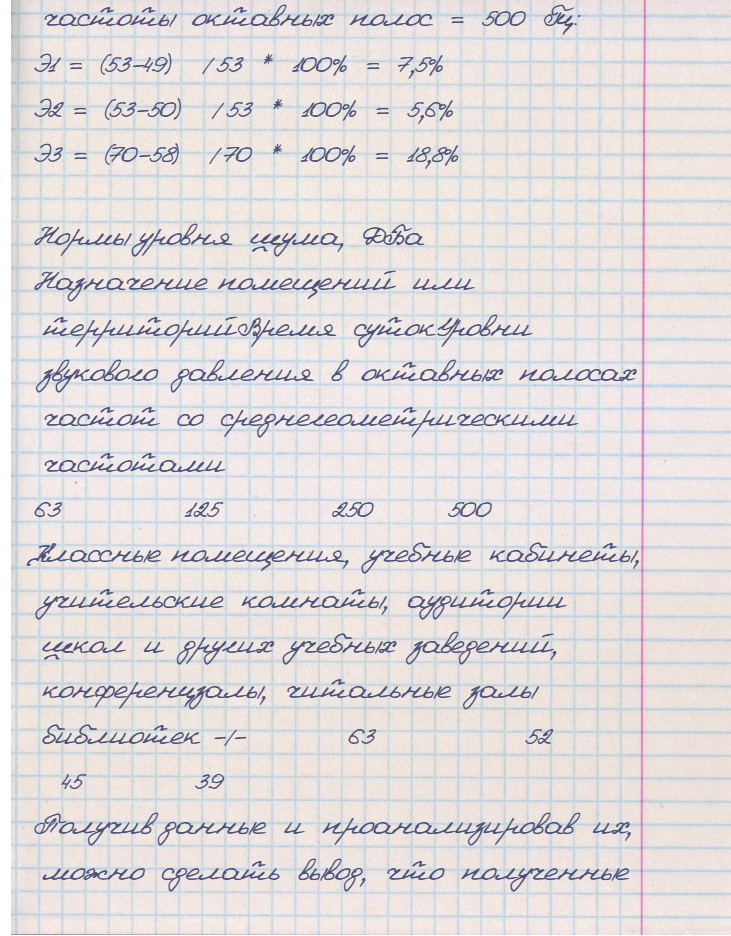 частоты октавных полос = 500 Гц:
Э1 = (53-49) /53 * 100% = 7,5%
Э2 = (53-50) /53 * 100% = 5,6%
Э3 = (70-58) /70 * 100% = 18,8%
Нормы уровня шума, ДБа
Назначение помещений или
территорийВремя сутокУровни
звукового давления в октавных полосах
частот со среднегеометрическими
частотами
63 125 250 500
Классные помещения, учебные кабинеты,
учительские комнаты, аудитории
школ и других учебных заведений,
конференцзалы, читальные залы
библиотек -/- 63 52
45 39
Получив данные и проанализировав их,
можно сделать вывод, что полученные